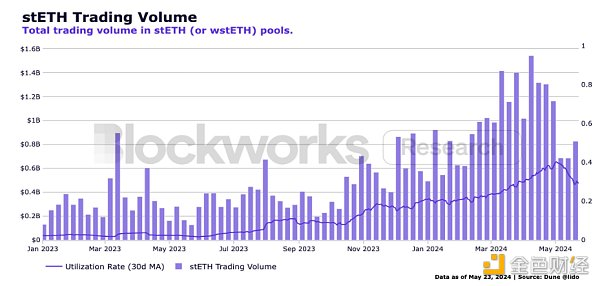 stETH Trading Volume
Total trading volume in stETH (or wstETH) pools.
$1.6B
$1.4B
$1.2B
$1B
$0.8B
$0.6B
$0.4B
$0.2B
$0
1
0.8
0.6
0.4
0.2
0
Blockworks Research
Jan 2023 Mar 2023 May 2023 Jul 2023 Sep 2023 Nov 2023 Jan 2024 Mar 2024 May 2024
Utilization Rate (30d MA) stETH Trading Volume
Data as of May 23, 2024 | Source: Dune @lido
金色财经